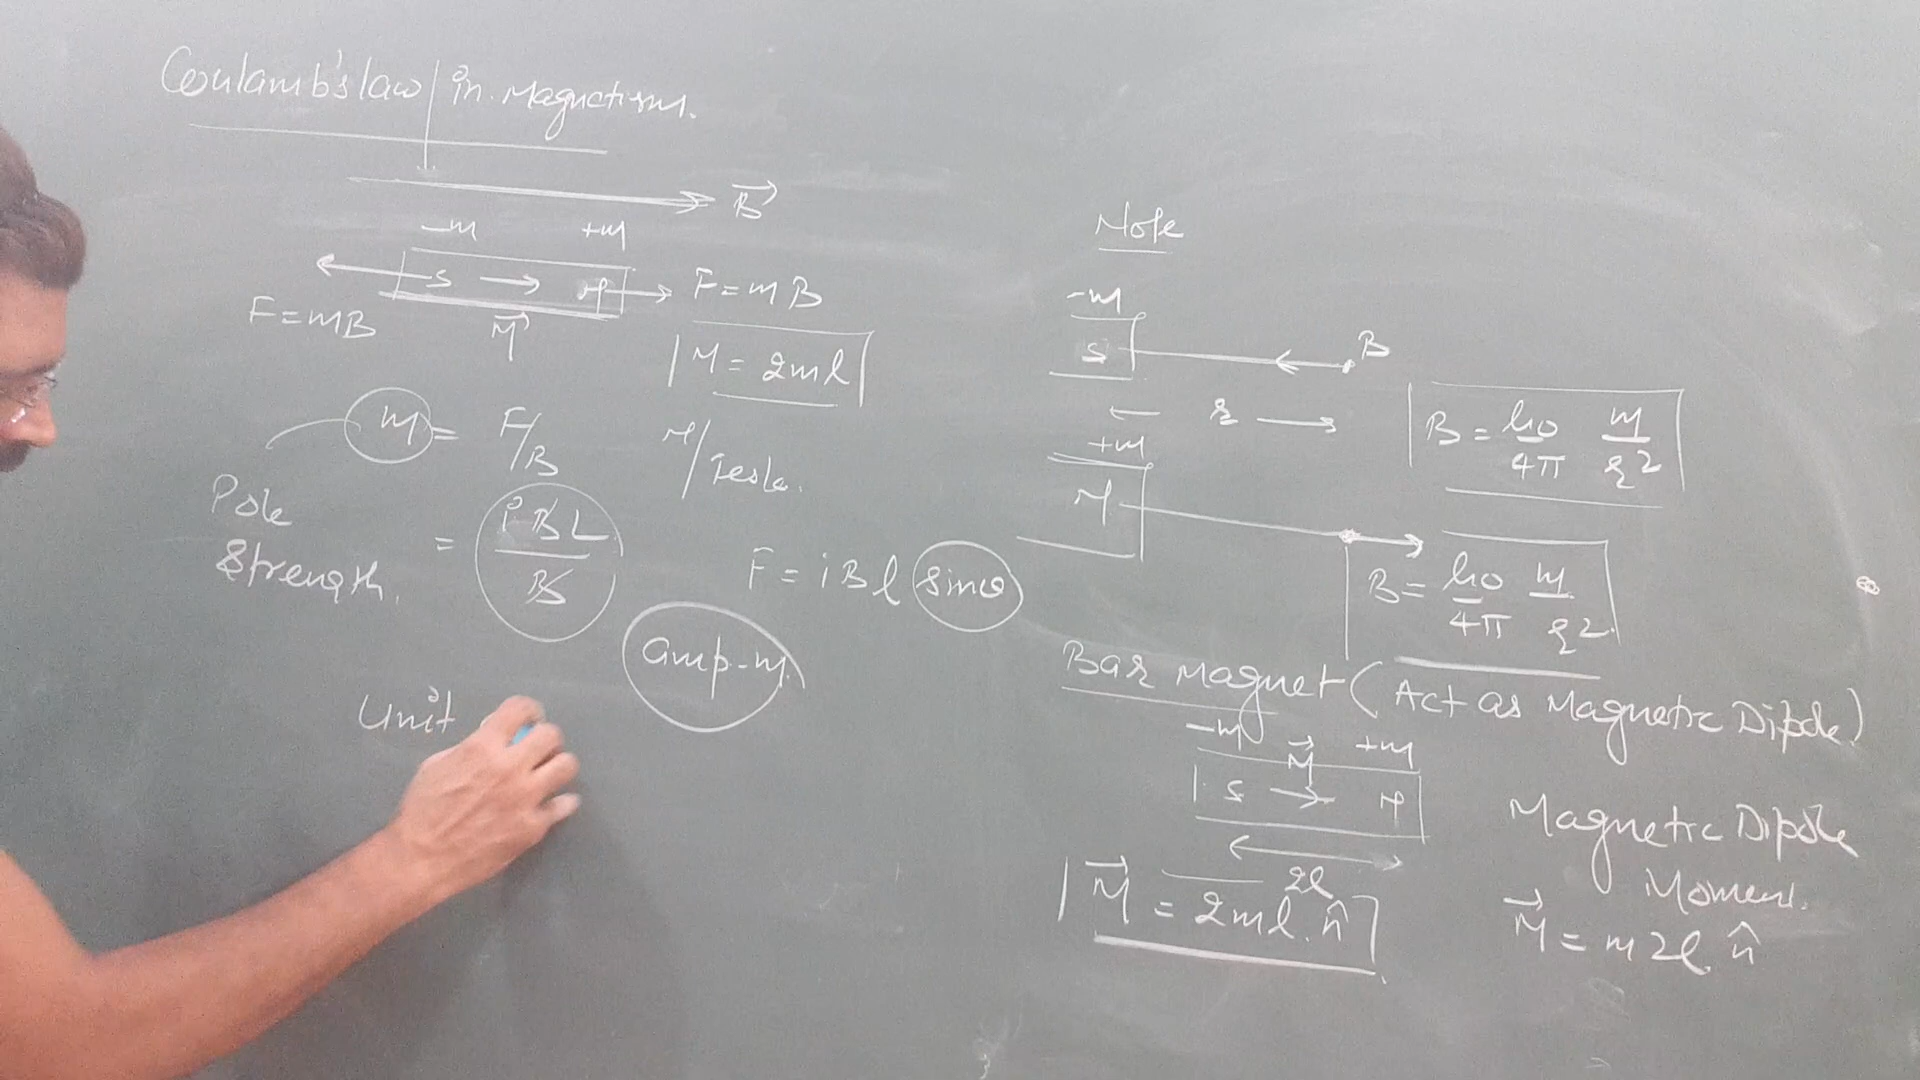 Coulamb's law in Magnetism.
B⃗
-m +m
S → N
F = mB
F = mB
M⃗
M = 2ml
m = F/B N/Tesla.
Pole
Strength.
= iBL/B
F = iBl sinθ
amp-m.
Unit
Note
-m
S
B
← r →
B = μ0/4π m/r2
+m
N
B = μ0/4π m/r2
Bar Magnet (Act as Magnetic Dipole)
-m M⃗ +m
S → N
2l
M⃗ = 2ml. n̂
Magnetic Dipole
Moment.
M⃗ = m2l n̂